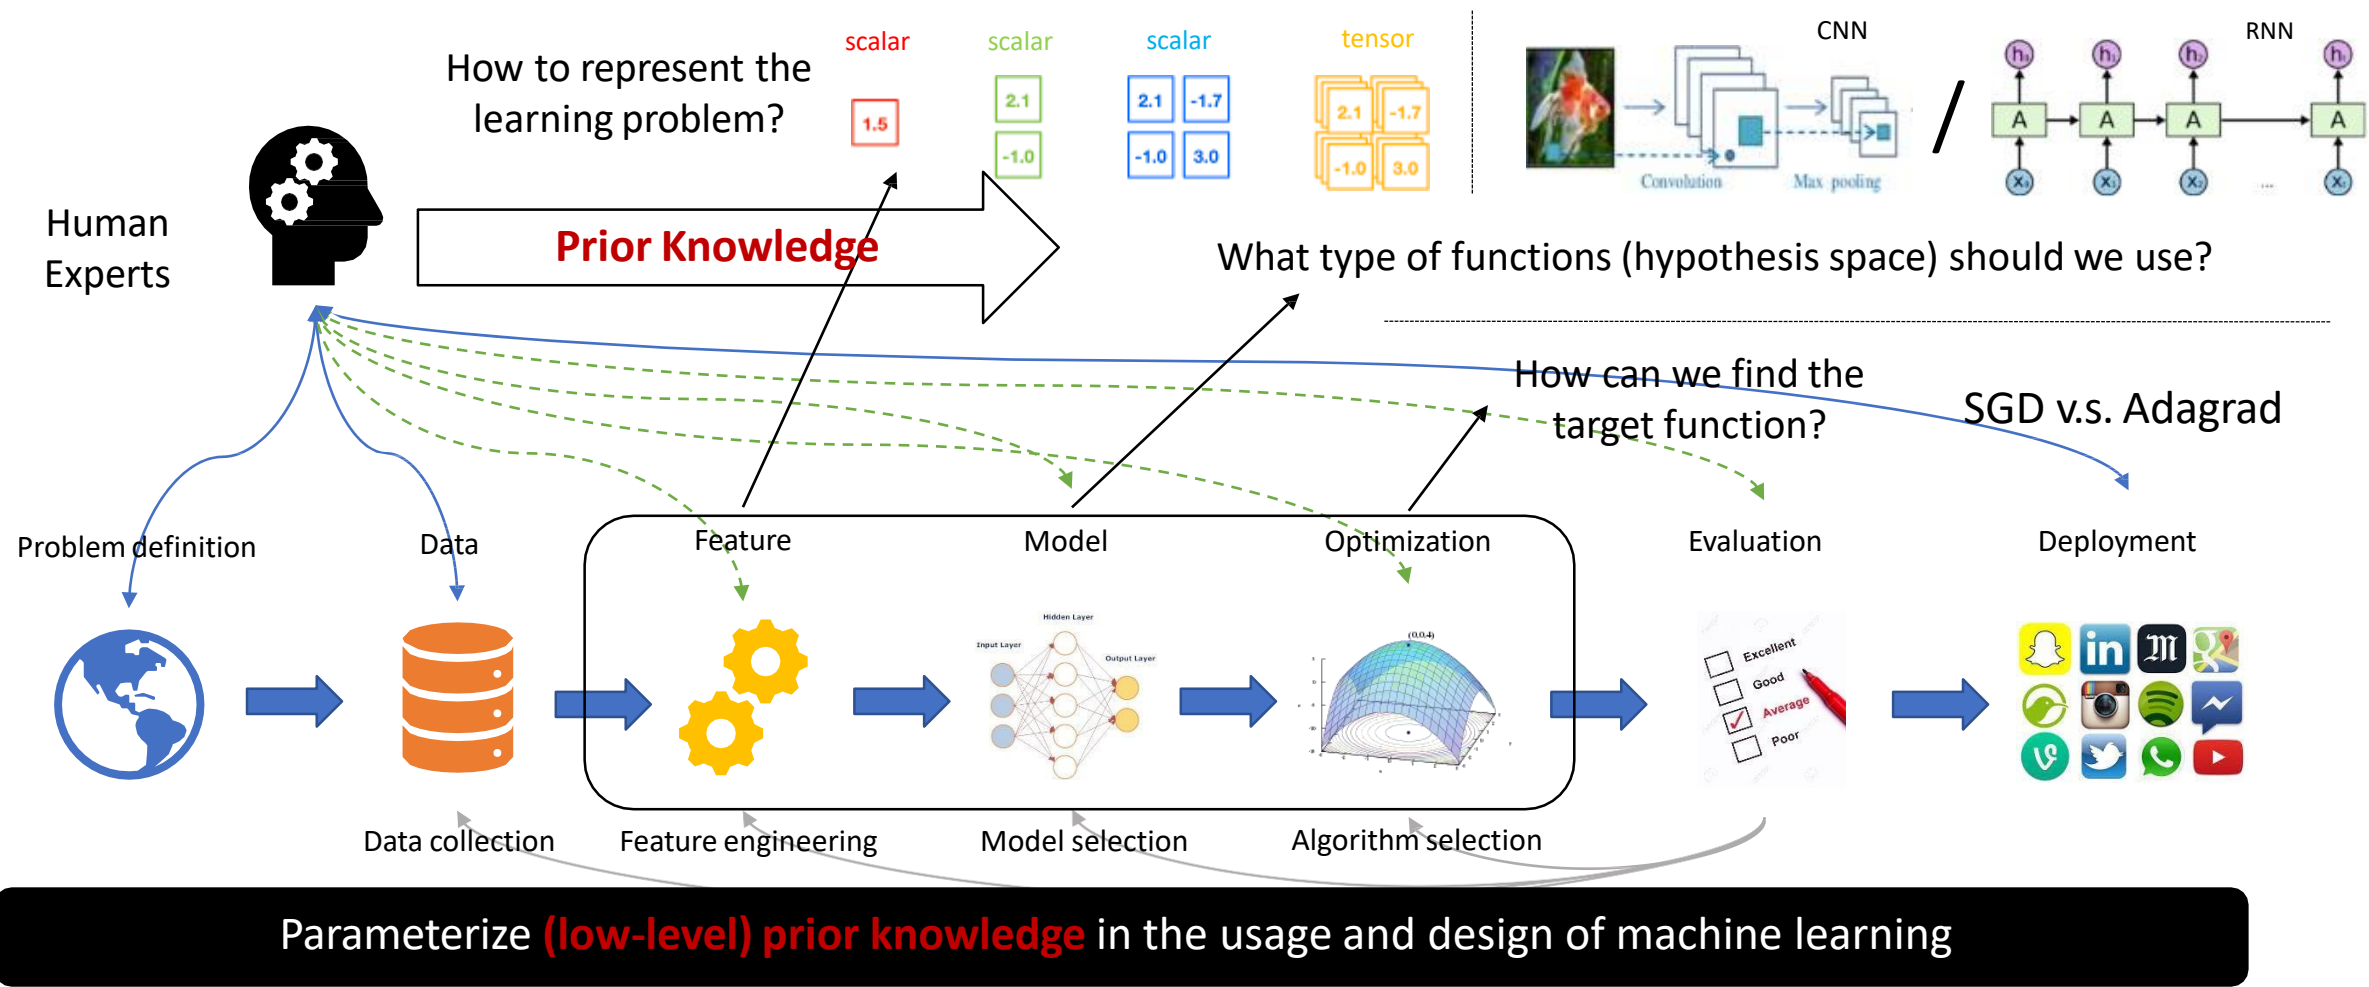 How to represent the
learning problem?
scalar
scalar
scalar
tensor
1.5
2.1
-1.0
2.1 -1.7
-1.0 3.0
2.1 -1.7
-1.0 3.0
CNN
Convolution
Max pooling
/
RNN
A A A A
...
Human
Experts
Prior Knowledge
What type of functions (hypothesis space) should we use?
How can we find the
target function?
SGD v.s. Adagrad
Problem definition
Data
Feature
Model
Optimization
Evaluation
Deployment
Input Layer
Hidden Layer
Output Layer
(0,0,4)
Excellent
Good
Average
Poor
in
Data collection
Feature engineering
Model selection
Algorithm selection
Parameterize (low-level) prior knowledge in the usage and design of machine learning